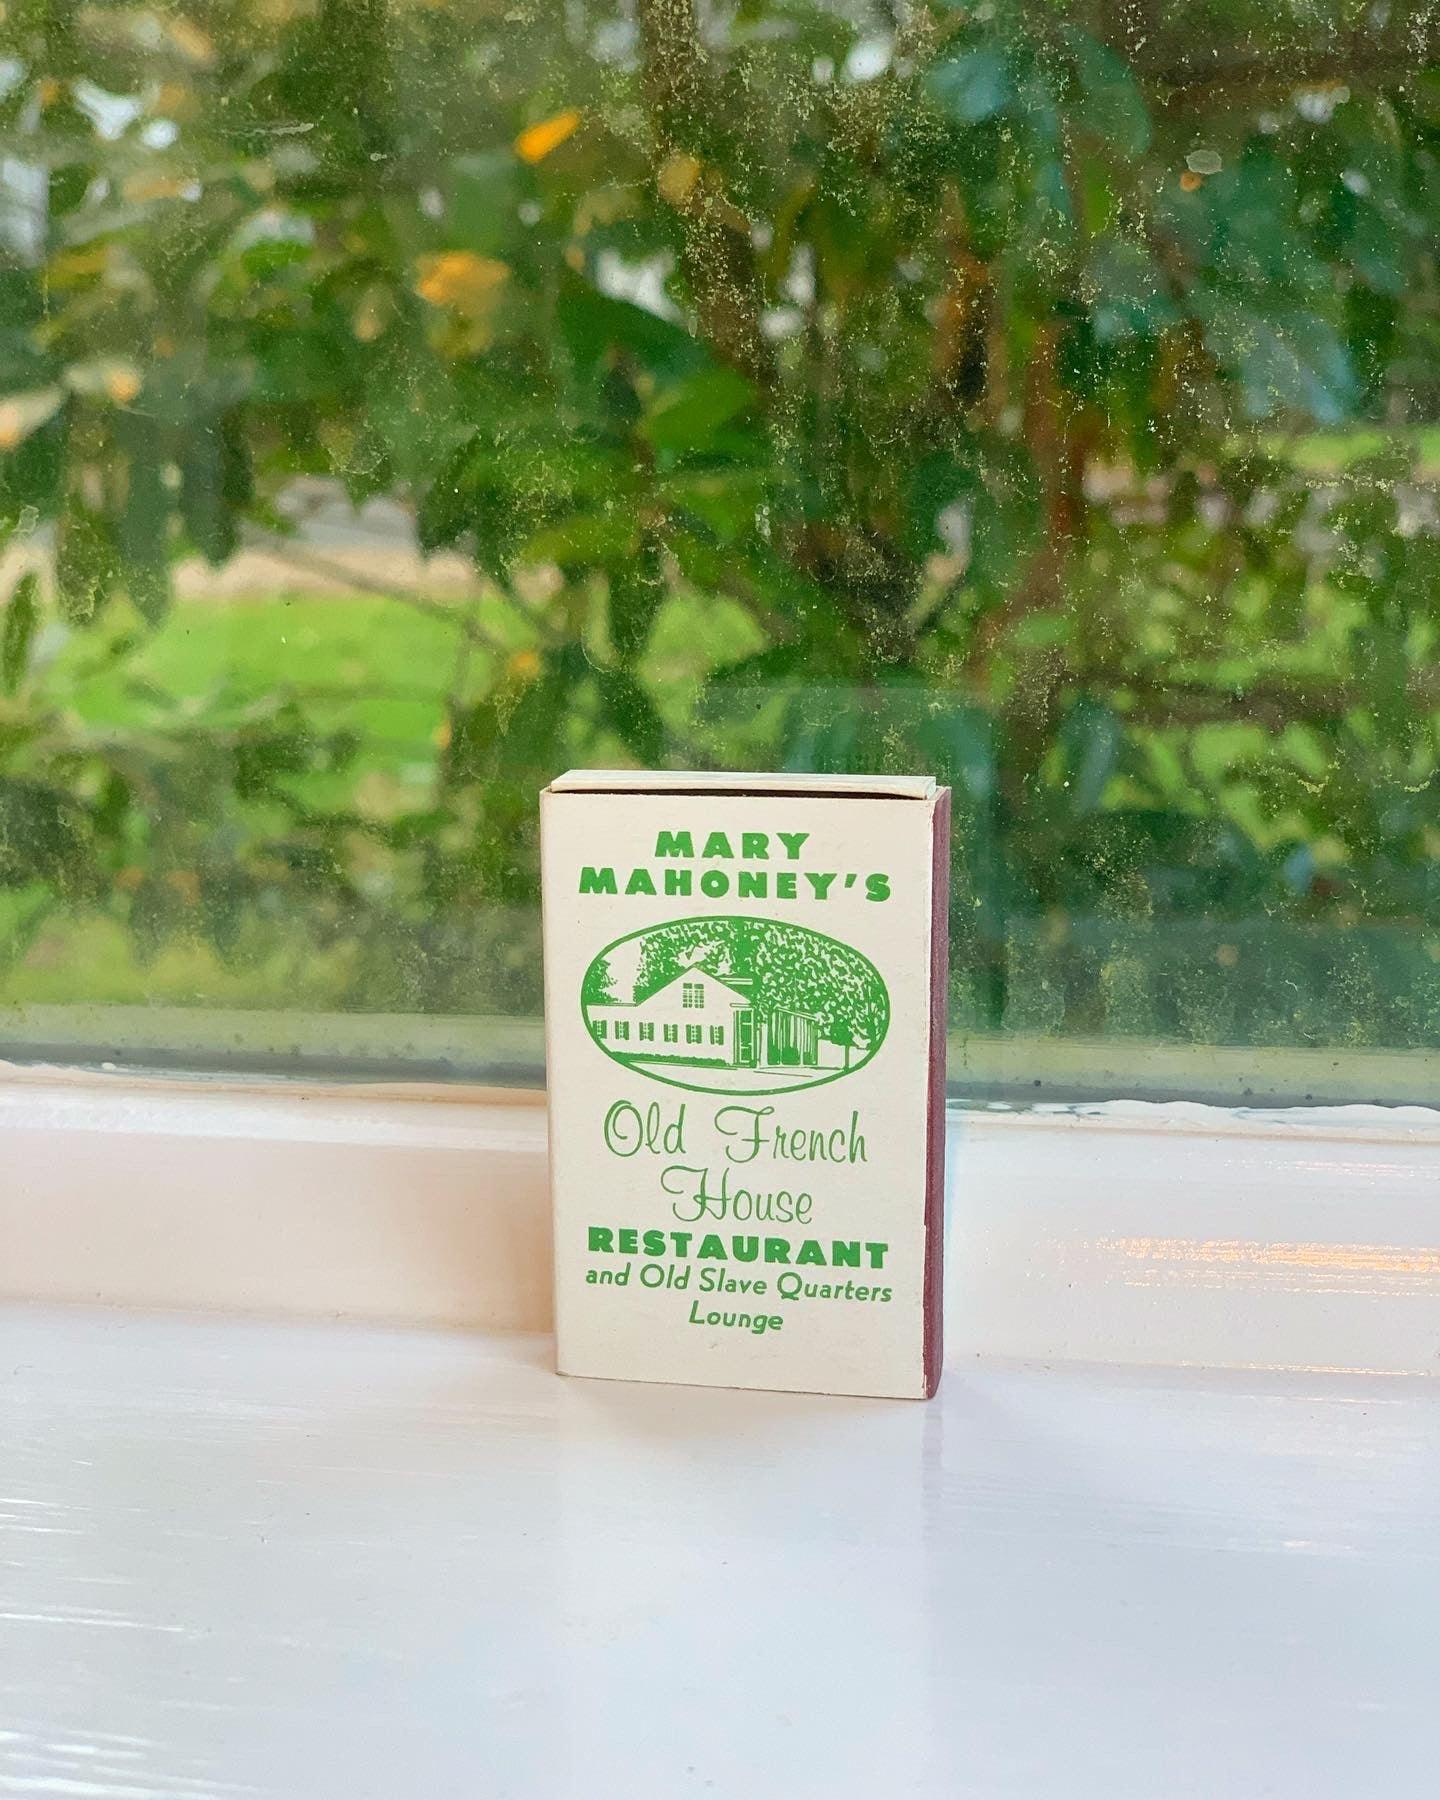 MARY
MAHONEY'S
Old French
House
RESTAURANT
and Old Slave Quarters
Lounge